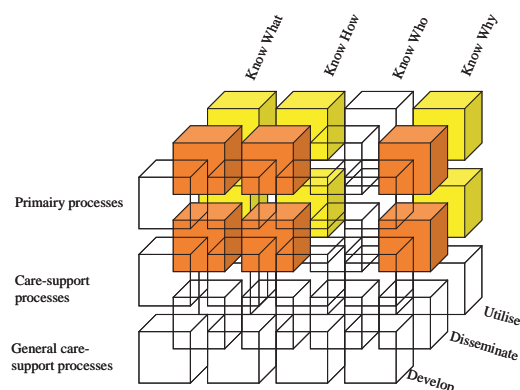 Know What
Know How
Know Who
Know Why
Primairy processes
Care-support
processes
General care-
support processes
Utilise
Disseminate
Develop